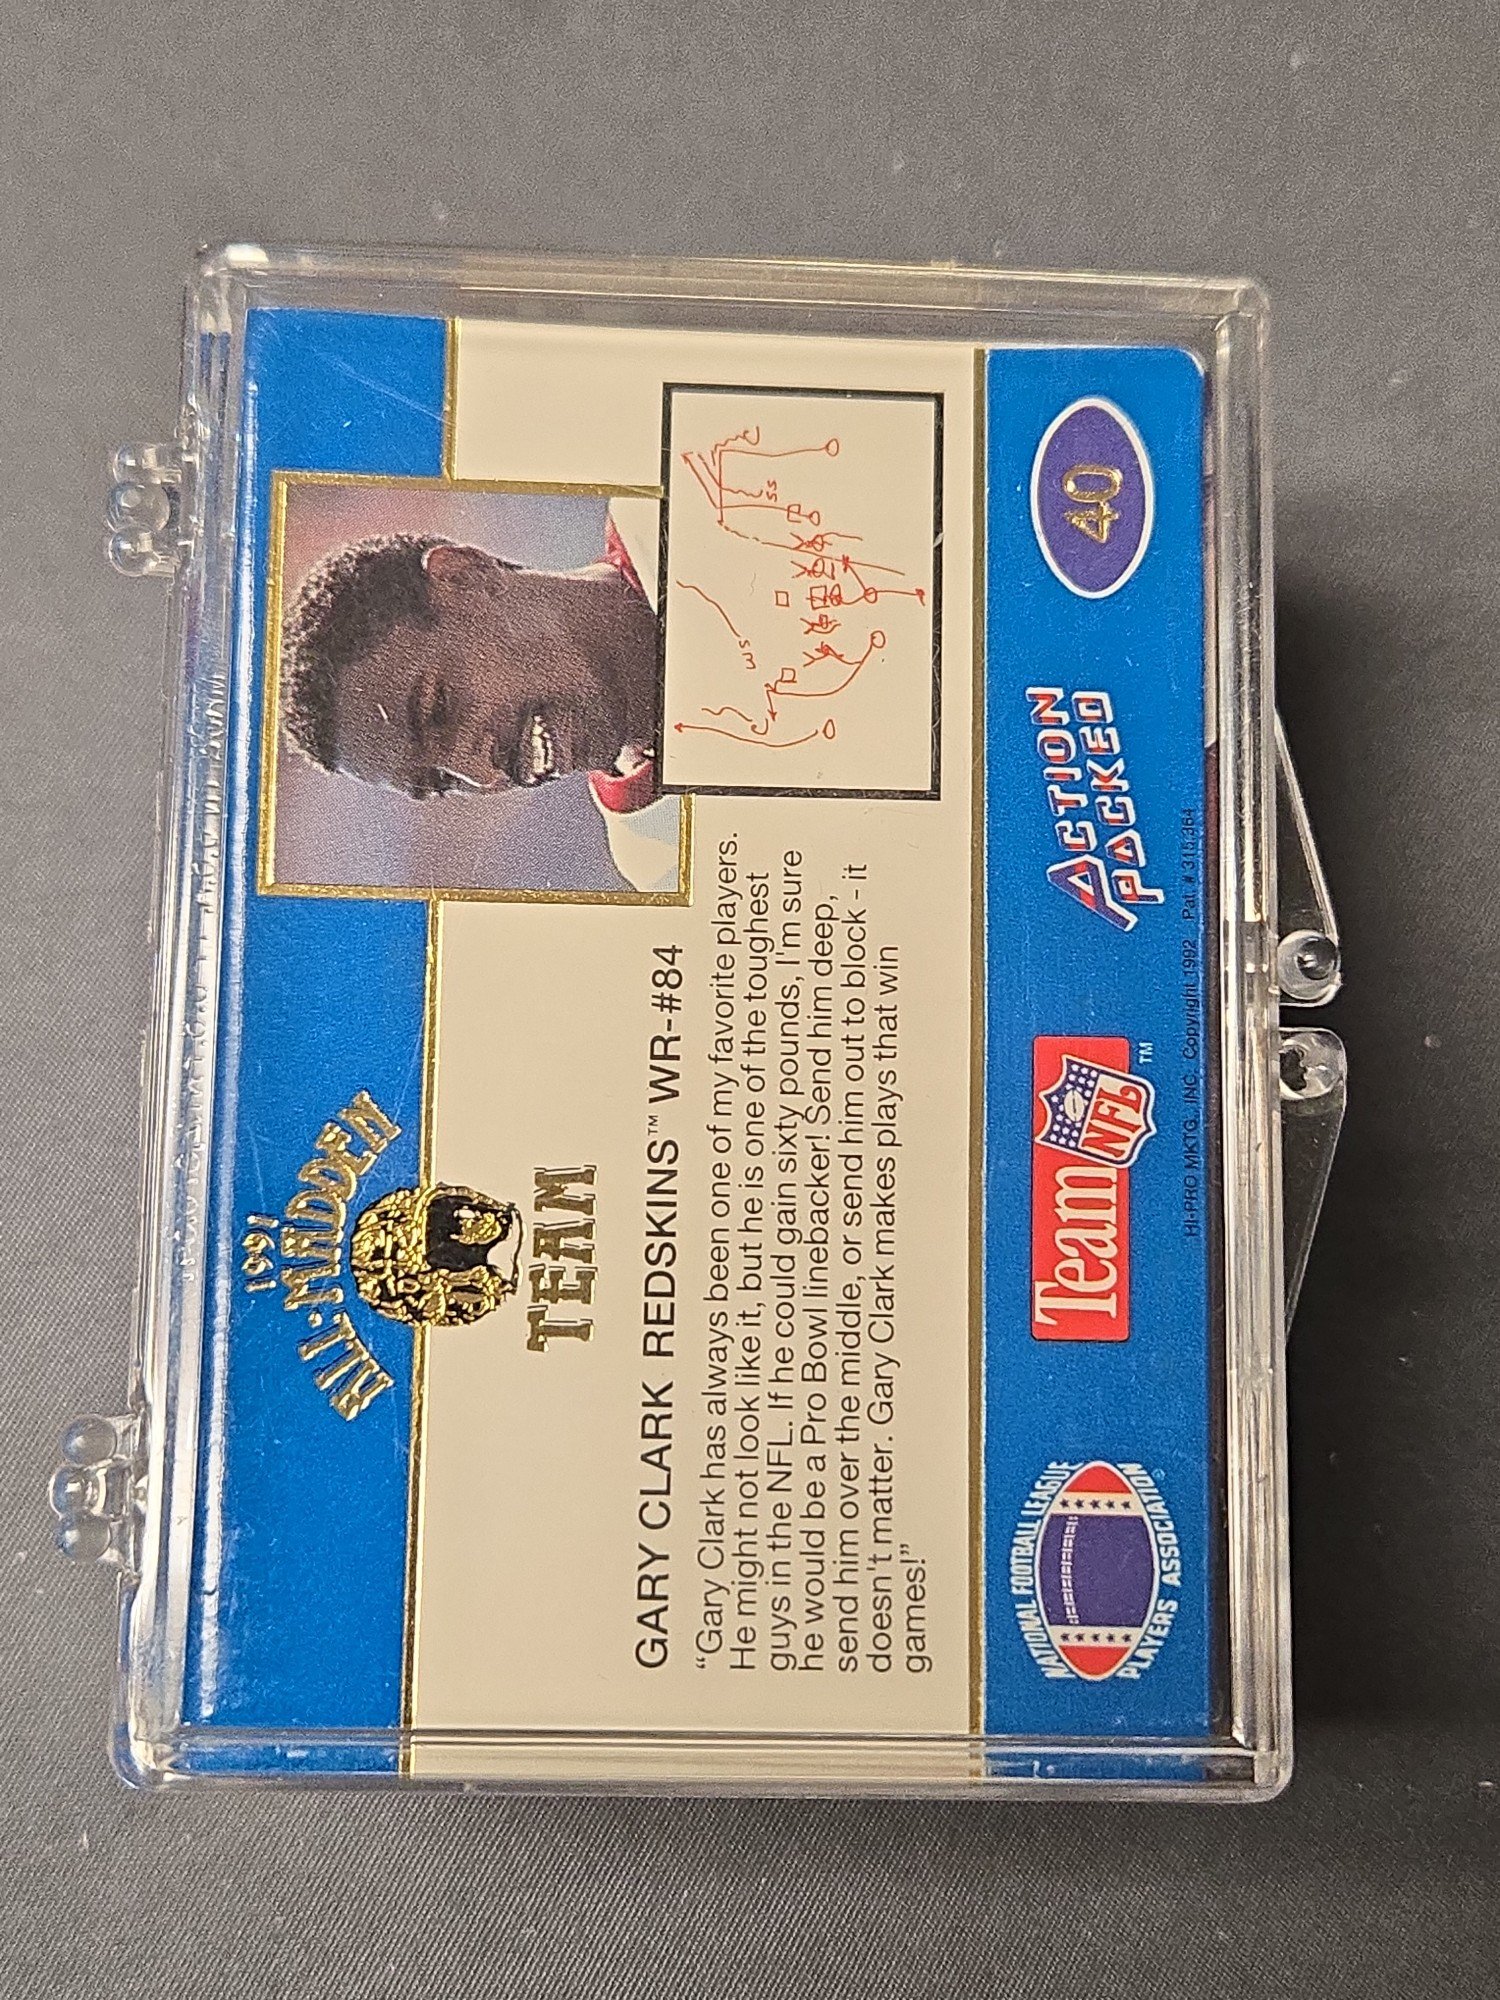 1991
ALL-MADDEN
TEAM
GARY CLARK REDSKINS™ WR-#84
“Gary Clark has always been one of my favorite players.
He might not look like it, but he is one of the toughest
guys in the NFL. If he could gain sixty pounds, I'm sure
he would be a Pro Bowl linebacker! Send him deep,
send him over the middle, or send him out to block - it
doesn't matter. Gary Clark makes plays that win
games!”
C
SS
WS
C
NATIONAL FOOTBALL LEAGUE
PLAYERS ASSOCIATION
Team NFL ™
ACTION
PACKED
40
HI-PRO MKTG., INC. Copyright 1992 Pat # 315,364